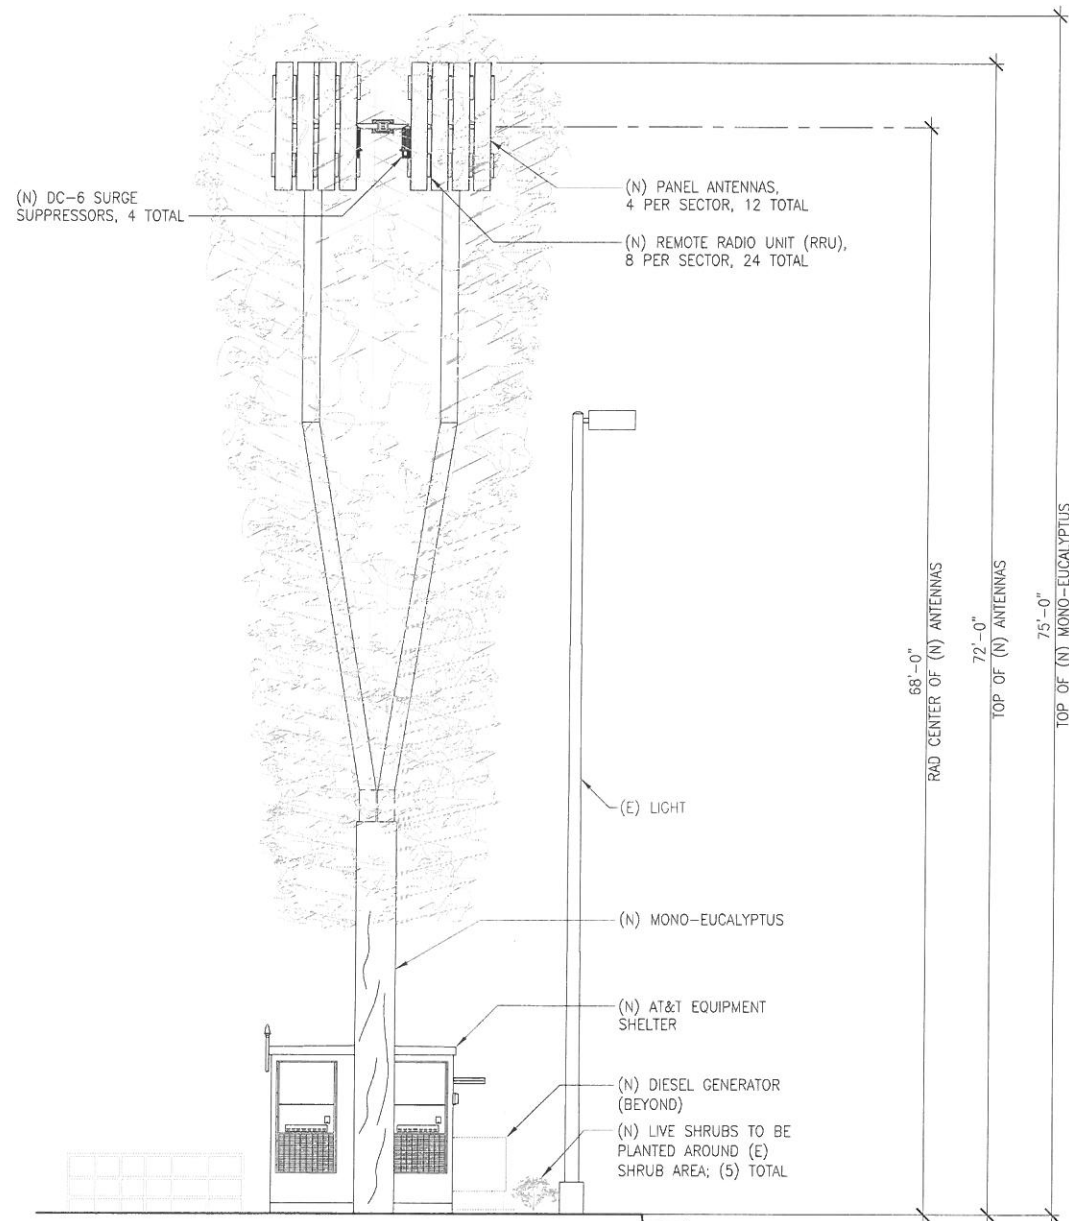 (N) DC-6 SURGE
SUPPRESSORS, 4 TOTAL
(N) PANEL ANTENNAS,
4 PER SECTOR, 12 TOTAL
(N) REMOTE RADIO UNIT (RRU),
8 PER SECTOR, 24 TOTAL
(E) LIGHT
(N) MONO-EUCALYPTUS
(N) AT&T EQUIPMENT
SHELTER
(N) DIESEL GENERATOR
(BEYOND)
(N) LIVE SHRUBS TO BE
PLANTED AROUND (E)
SHRUB AREA; (5) TOTAL
68'-0"
RAD CENTER OF (N) ANTENNAS
72'-0"
TOP OF (N) ANTENNAS
75'-0"
TOP OF (N) MONO-EUCALYPTUS